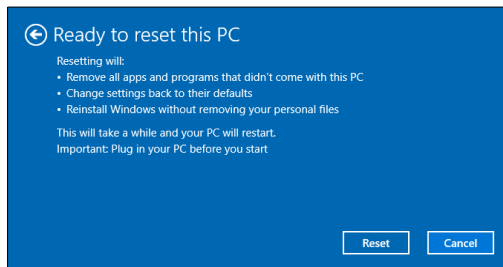 Ready to reset this PC
Resetting will:
• Remove all apps and programs that didn't come with this PC
• Change settings back to their defaults
• Reinstall Windows without removing your personal files
This will take a while and your PC will restart.
Important: Plug in your PC before you start
Reset Cancel